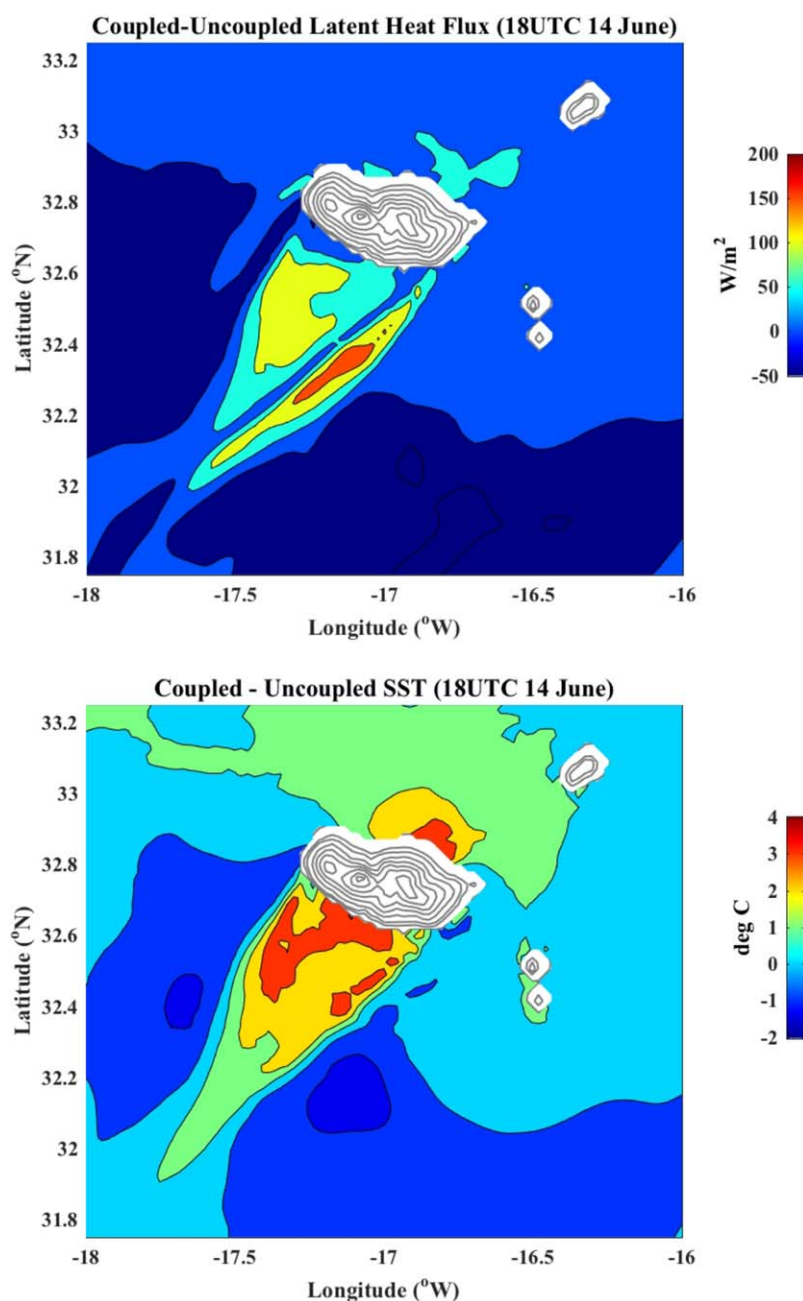 Coupled-Uncoupled Latent Heat Flux (18UTC 14 June)
33.2
33
32.8
32.6
32.4
32.2
32
31.8
Latitude (°N)
-18 -17.5 -17 -16.5 -16
Longitude (°W)
200
150
100
50
0
-50
W/m²
Coupled - Uncoupled SST (18UTC 14 June)
33.2
33
32.8
32.6
32.4
32.2
32
31.8
Latitude (°N)
-18 -17.5 -17 -16.5 -16
Longitude (°W)
4
3
2
1
0
-1
-2
deg C